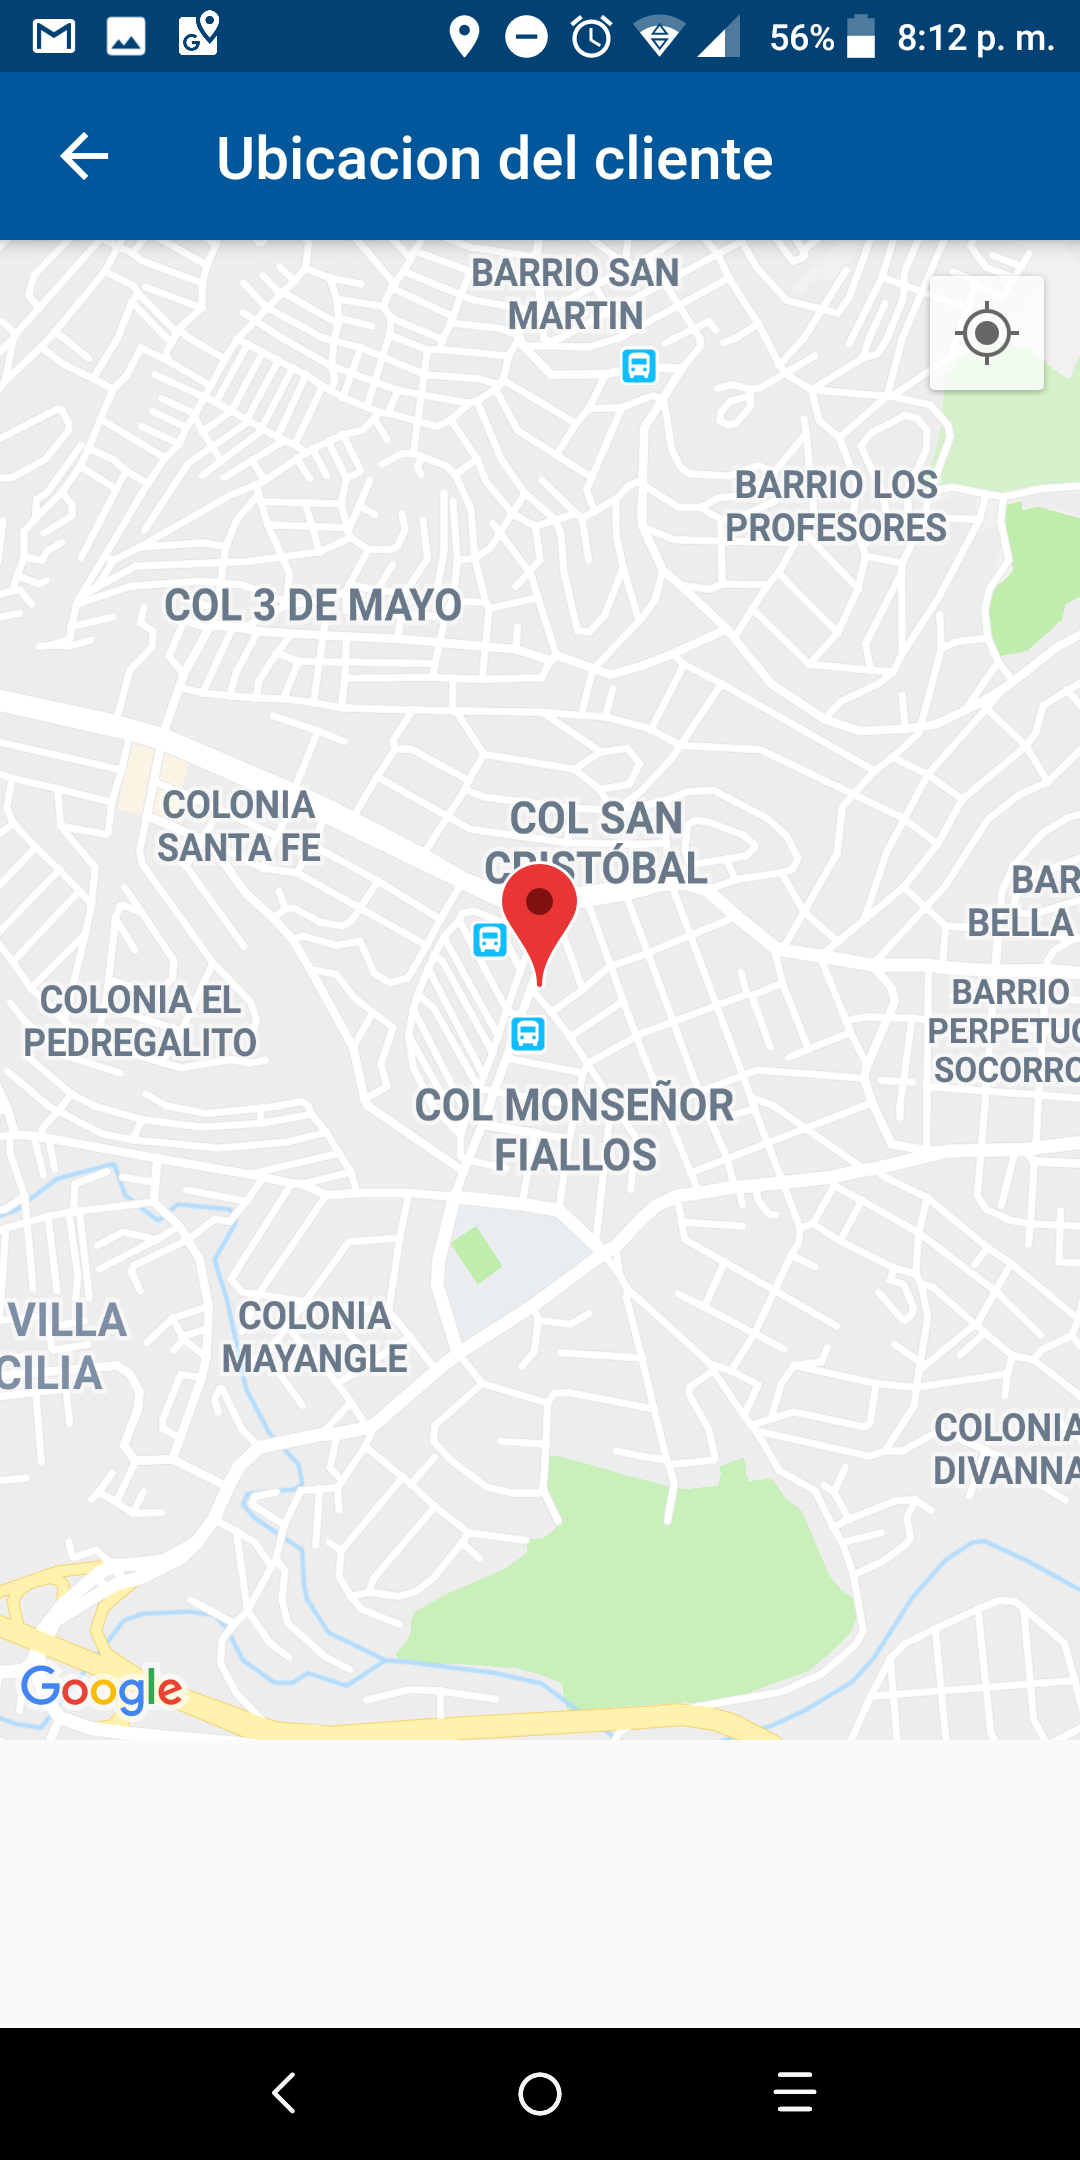 56% 8:12 p. m.
Ubicacion del cliente
BARRIO SAN
MARTIN
BARRIO LOS
PROFESORES
COL 3 DE MAYO
COLONIA
SANTA FE
COL SAN
CRISTÓBAL
BAR
BELLA
COLONIA EL
PEDREGALITO
BARRIO
PERPETUO
SOCORRO
COL MONSEÑOR
FIALLOS
VILLA
CILIA
COLONIA
MAYANGLE
COLONIA
DIVANNA
Google